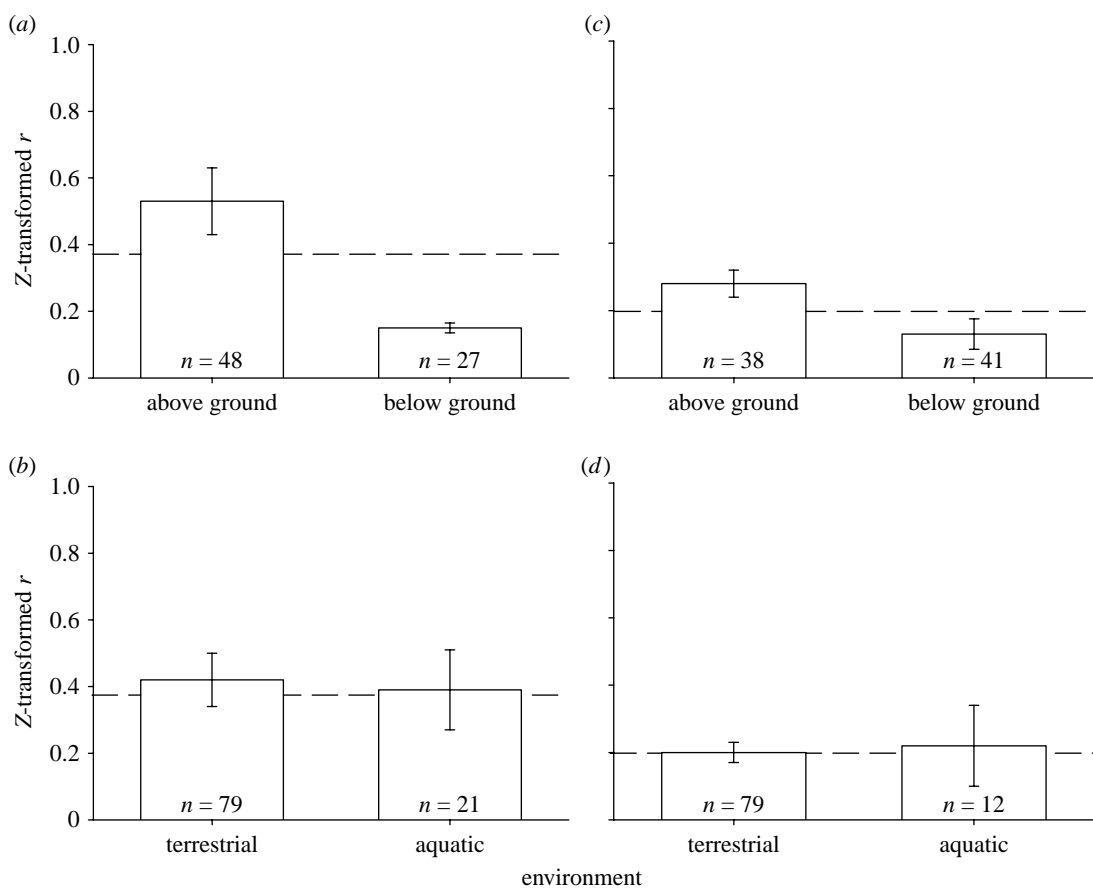 (a)
1.0
0.8
0.6
0.4
0.2
0
Z-transformed r
n = 48
n = 27
above ground
below ground
(c)
n = 38
n = 41
above ground
below ground
(b)
1.0
0.8
0.6
0.4
0.2
0
Z-transformed r
n = 79
n = 21
terrestrial
aquatic
(d)
n = 79
n = 12
terrestrial
aquatic
environment